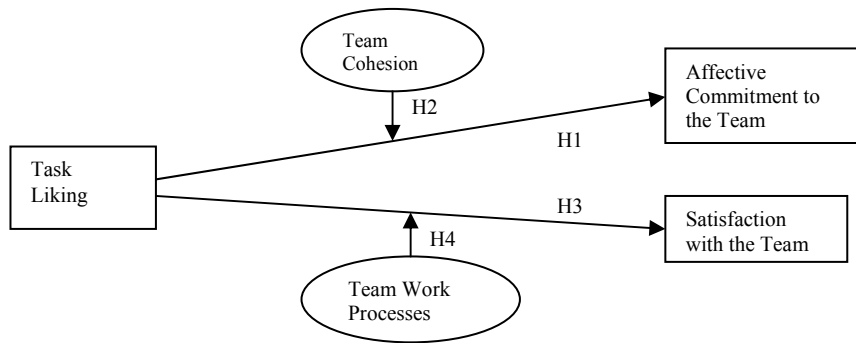 Team
Cohesion
H2
Affective
Commitment to
the Team
H1
Task
Liking
H3
Satisfaction
with the Team
H4
Team Work
Processes